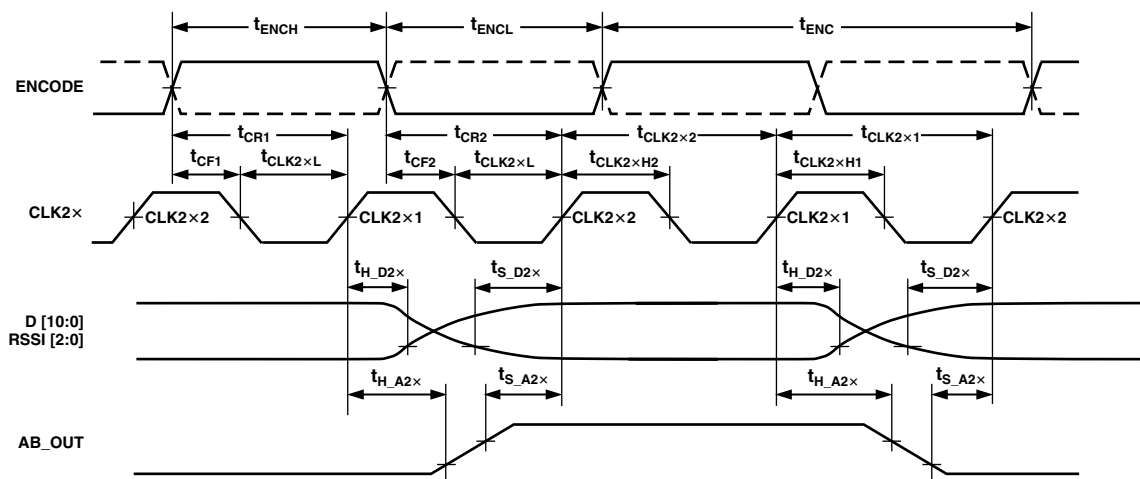 tENCH tENCL tENC
ENCODE
tCR1 tCR2 tCLK2×2 tCLK2×1
tCF1 tCLK2×L tCF2 tCLK2×L tCLK2×H2 tCLK2×H1
CLK2× CLK2×2 CLK2×1 CLK2×2 CLK2×1 CLK2×2
tH_D2× tS_D2× tH_D2× tS_D2×
D [10:0]
RSSI [2:0]
tH_A2× tS_A2× tH_A2× tS_A2×
AB_OUT